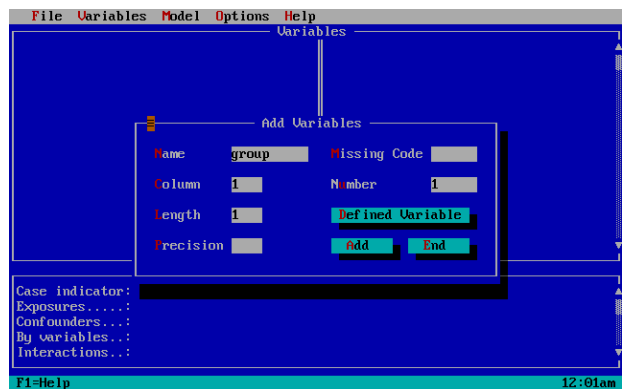 File Variables Model Options Help
Variables
Add Variables
Name group Missing Code
Column 1 Number 1
Length 1 Defined Variable
Precision Add End
Case indicator:
Exposures.....:
Confounders...:
By variables..:
Interactions..:
F1=Help 12:01am